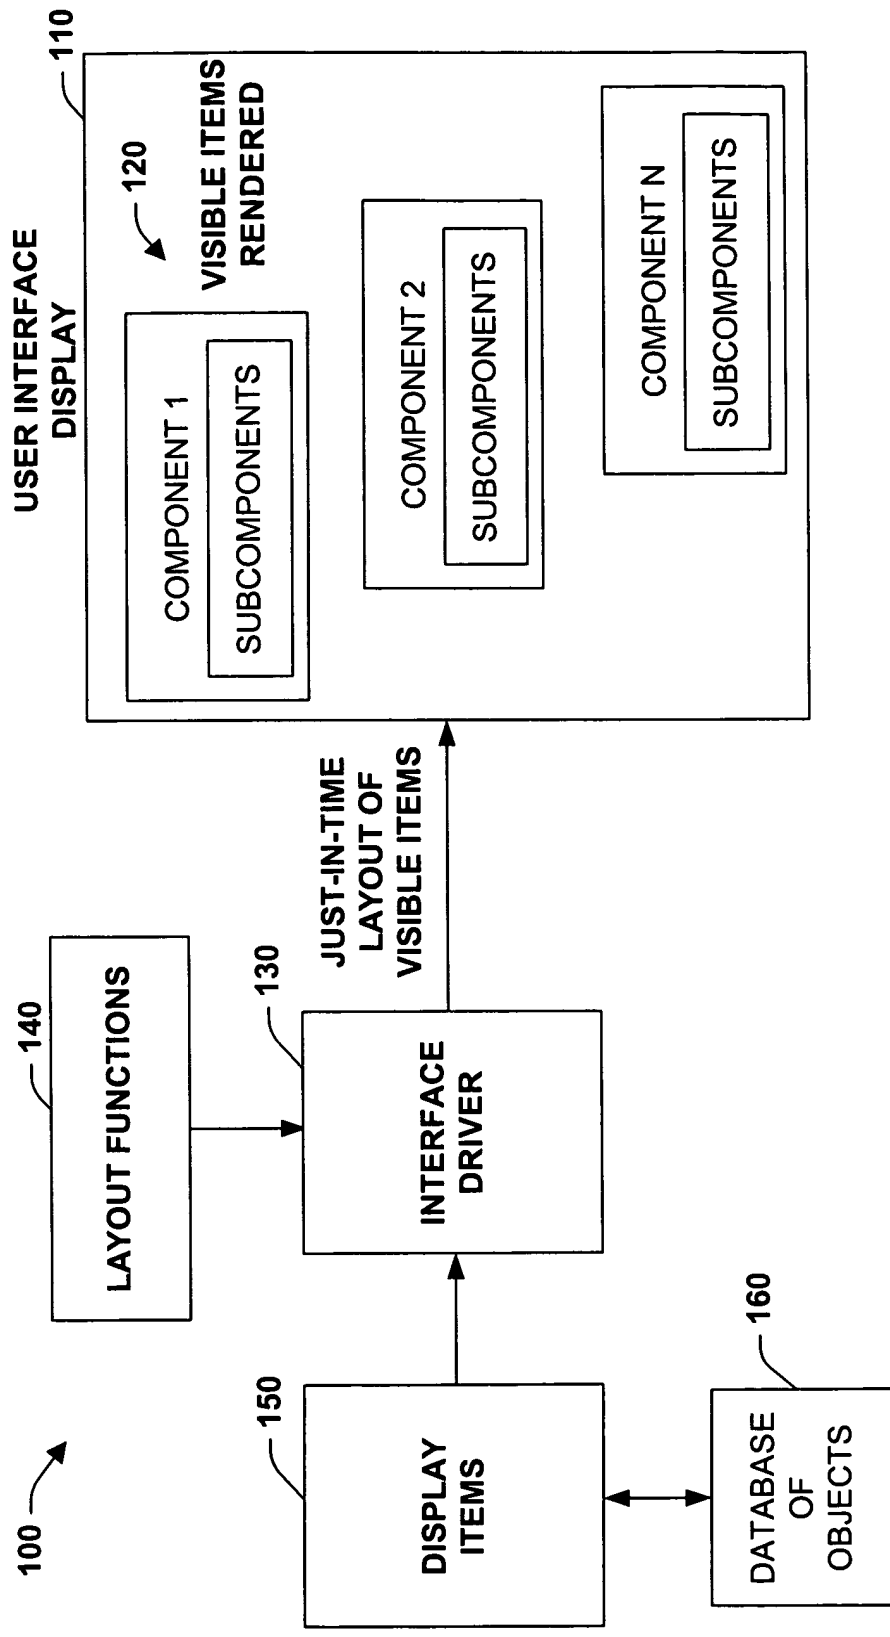 100
LAYOUT FUNCTIONS
140
DISPLAY
ITEMS
150
DATABASE
OF
OBJECTS
160
INTERFACE
DRIVER
130
JUST-IN-TIME
LAYOUT OF
VISIBLE ITEMS
USER INTERFACE
DISPLAY
110
120
VISIBLE ITEMS
RENDERED
COMPONENT 1
SUBCOMPONENTS
COMPONENT 2
SUBCOMPONENTS
COMPONENT N
SUBCOMPONENTS